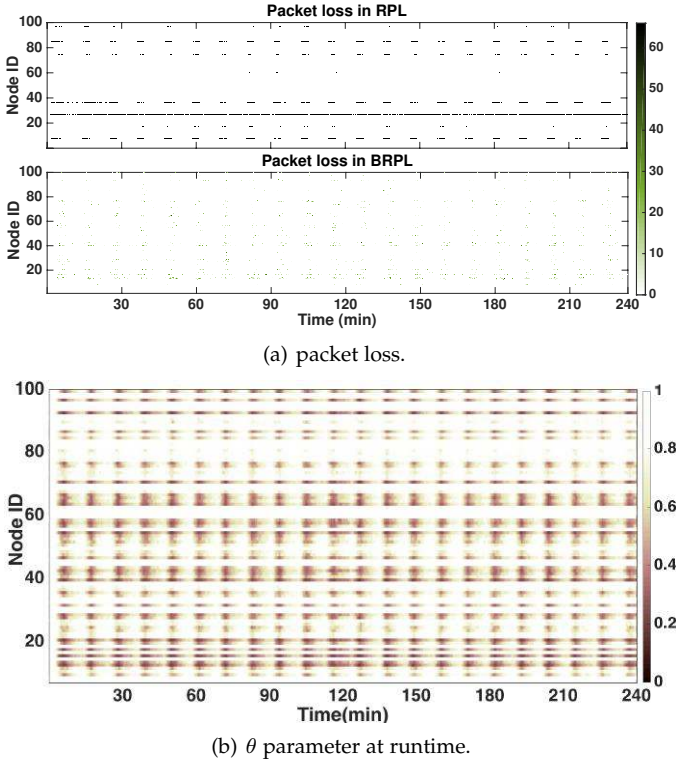 Packet loss in RPL
100
80
60
40
20
Node ID
Packet loss in BRPL
100
80
60
40
20
Node ID
30 60 90 120 150 180 210 240
Time (min)
60
50
40
30
20
10
0
(a) packet loss.
100
80
60
40
20
Node ID
30 60 90 120 150 180 210 240
Time(min)
1
0.8
0.6
0.4
0.2
0
(b) θ parameter at runtime.